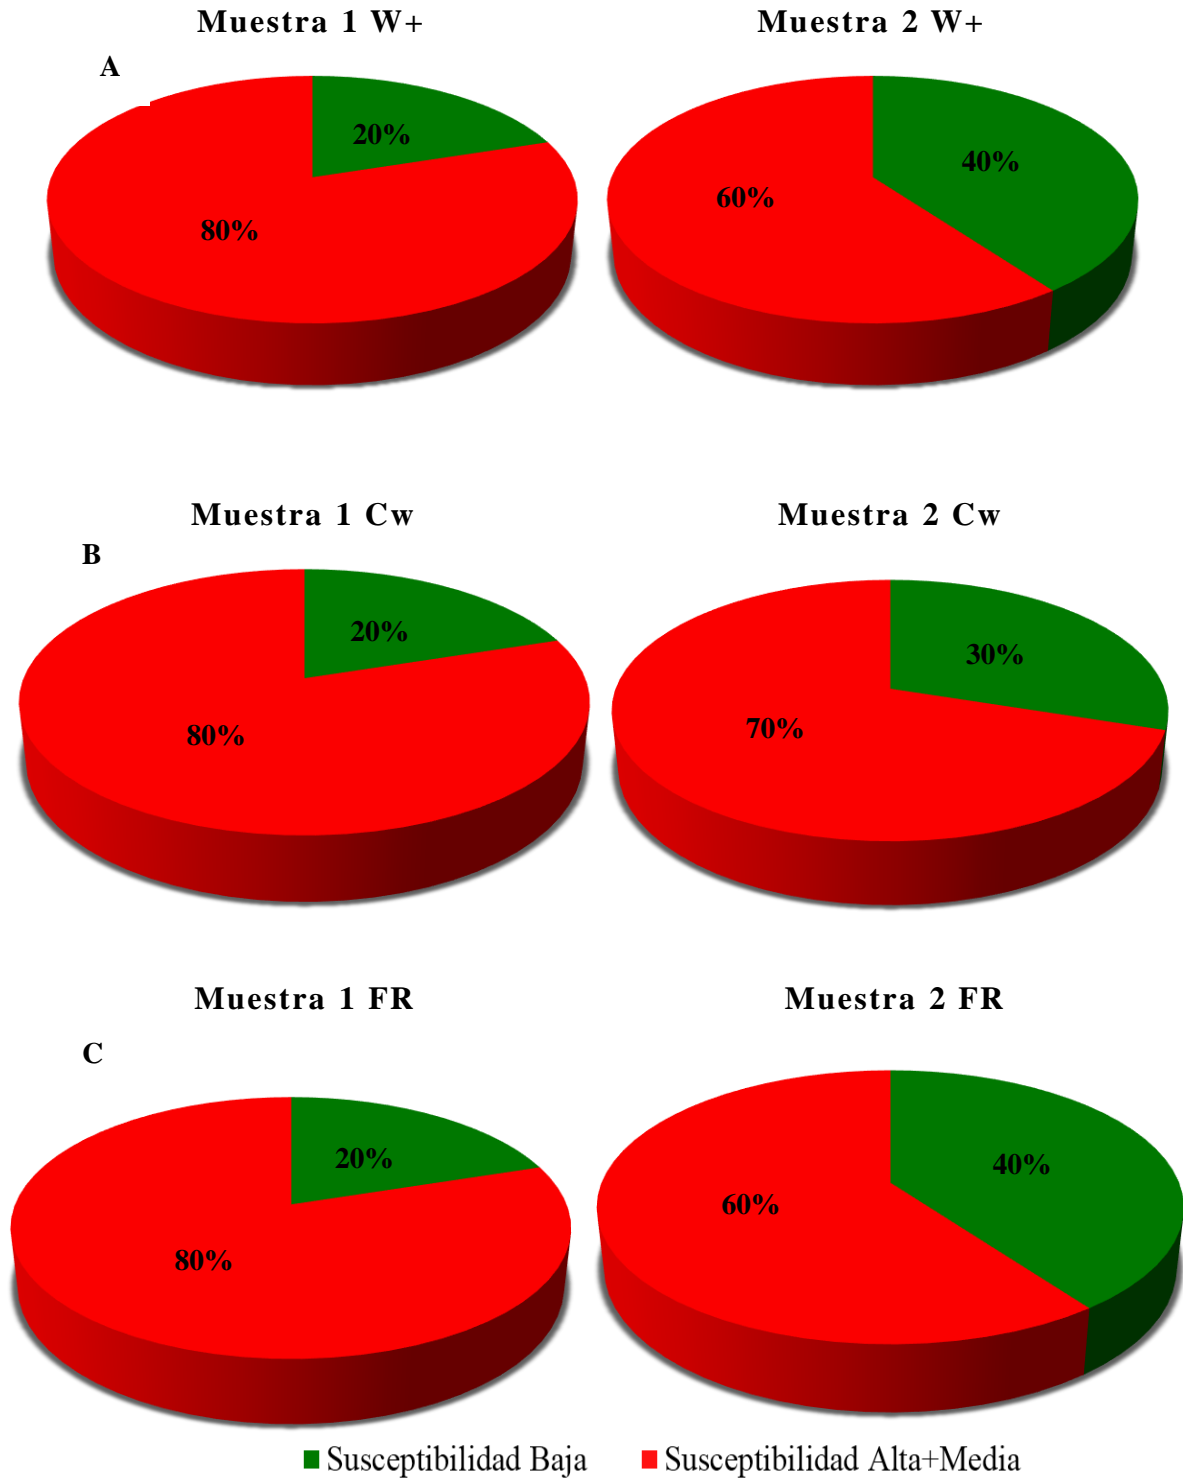 Muestra 1 W+
Muestra 2 W+
A
20%
80%
40%
60%
Muestra 1 Cw
Muestra 2 Cw
B
20%
80%
30%
70%
Muestra 1 FR
Muestra 2 FR
C
20%
80%
40%
60%
Susceptibilidad Baja
Susceptibilidad Alta+Media